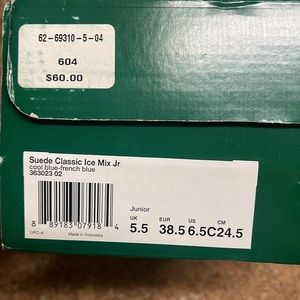 62-69310-5-04
604
$60.00
Suede Classic Ice Mix Jr
cool blue-french blue
363023 02
Junior
UK EUR US CM
5.5 38.5 6.5C 24.5
8 89183 07918 4
UPC-A Made in Indonesia